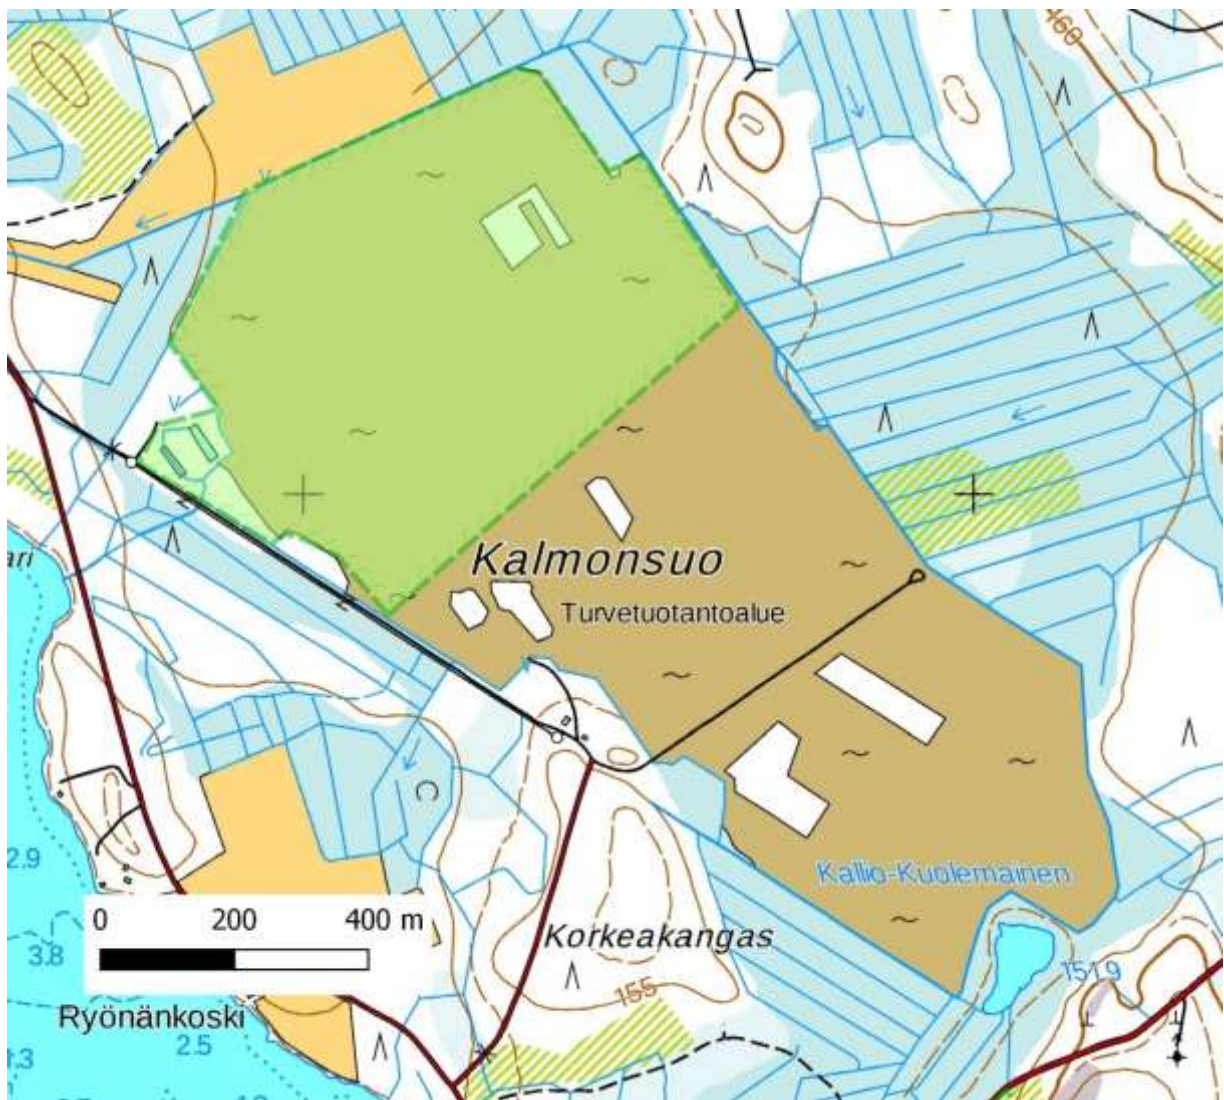 160
Kalmonsuo
ari
Turvetuotantoalue
2.9
Kallio-Kuolemainen
0 200 400 m
Korkeakangas
3.8
151.9
155
Ryönänkoski
2.5